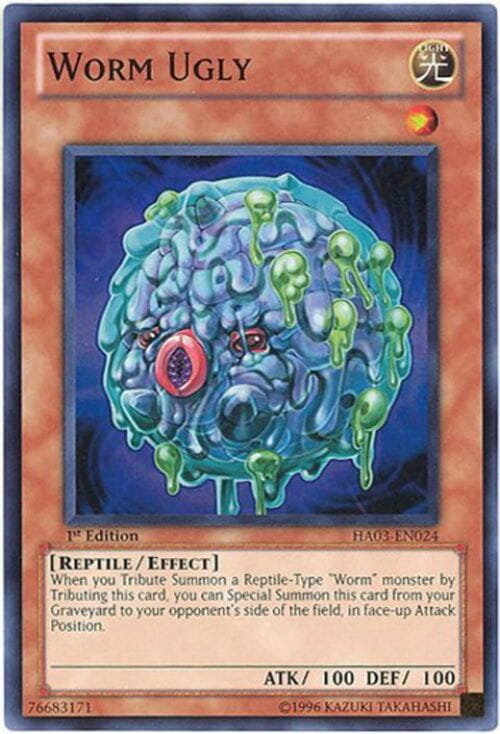 WORM UGLY
LIGHT
光
1st Edition
HA03-EN024
[REPTILE/EFFECT]
When you Tribute Summon a Reptile-Type "Worm" monster by
Tributing this card, you can Special Summon this card from your
Graveyard to your opponent's side of the field, in face-up Attack
Position.
ATK/ 100 DEF/ 100
76683171
©1996 KAZUKI TAKAHASHI